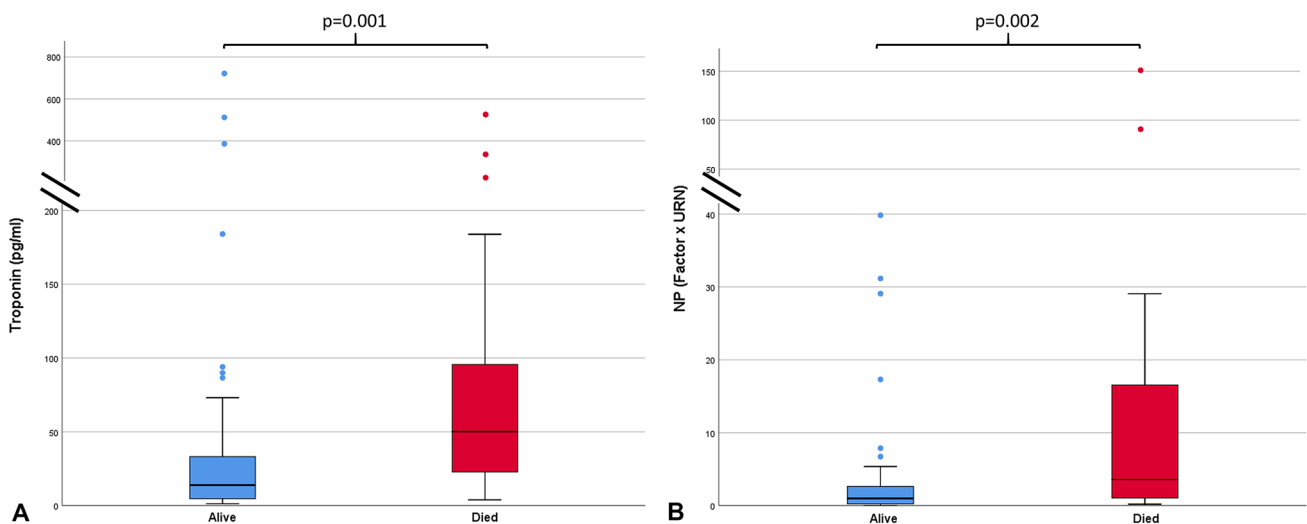 p=0.001
800
600
400
200
150
100
50
0
Troponin (pg/ml)
Alive
Died
A
p=0.002
150
100
50
40
30
20
10
0
NP (Factor x URN)
Alive
Died
B